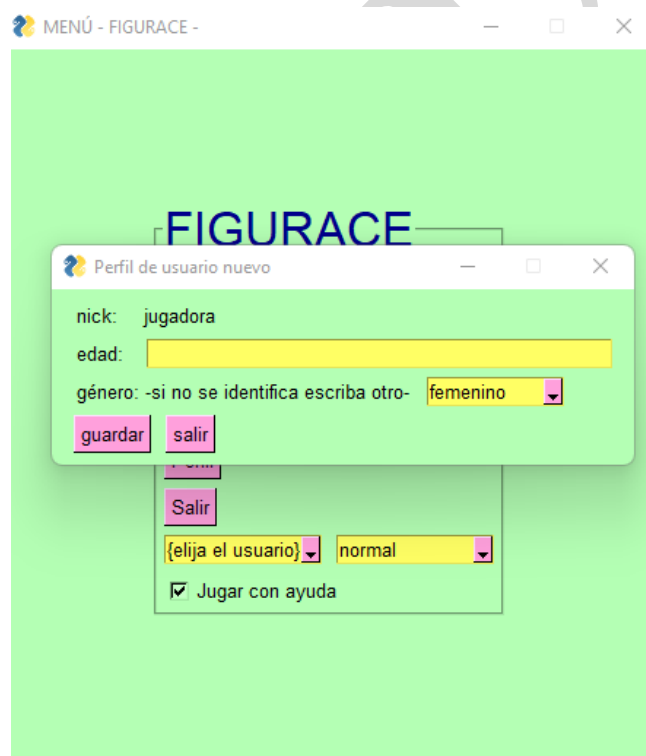 MENÚ - FIGURACE -
FIGURACE
Perfil de usuario nuevo
nick: jugadora
edad:
género: -si no se identifica escriba otro- femenino
guardar salir
Salir
{elija el usuario} normal
Jugar con ayuda